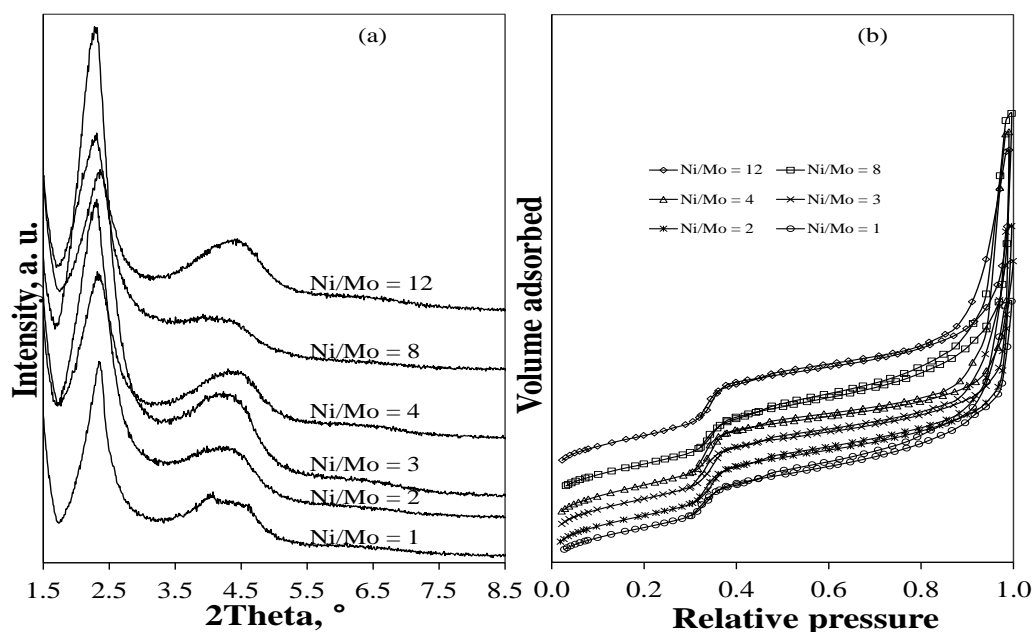 (a)
Intensity, a. u.
Ni/Mo = 12
Ni/Mo = 8
Ni/Mo = 4
Ni/Mo = 3
Ni/Mo = 2
Ni/Mo = 1
1.5 2.5 3.5 4.5 5.5 6.5 7.5 8.5
2Theta, °
(b)
Volume adsorbed
Ni/Mo = 12 Ni/Mo = 8
Ni/Mo = 4 Ni/Mo = 3
Ni/Mo = 2 Ni/Mo = 1
0.0 0.2 0.4 0.6 0.8 1.0
Relative pressure